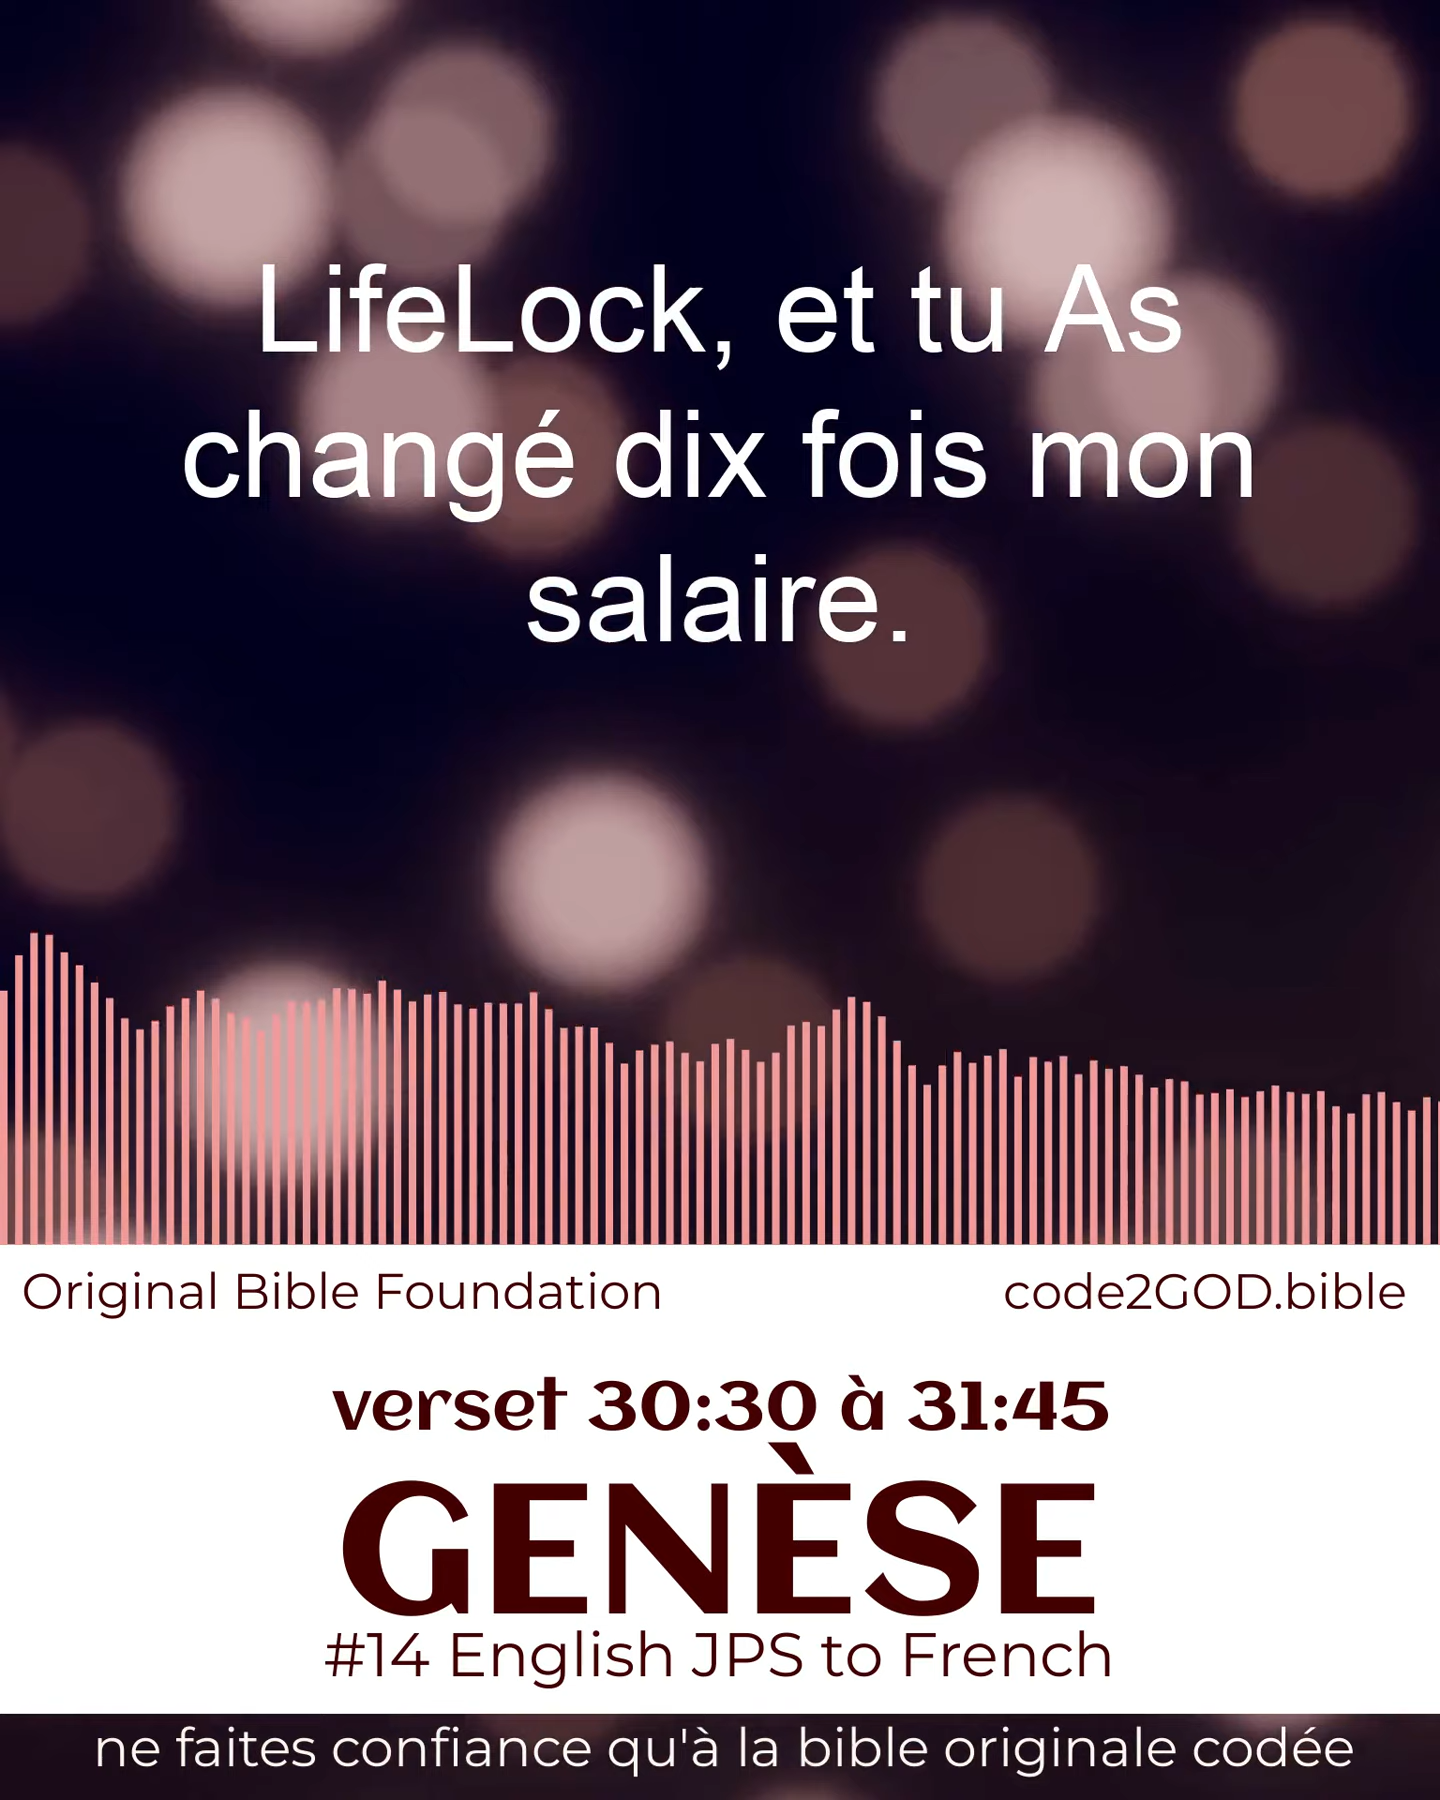 LifeLock, et tu As
changé dix fois mon
salaire.
Original Bible Foundation
code2GOD.bible
verset 30:30 à 31:45
GENÈSE
#14 English JPS to French
ne faites confiance qu'à la bible originale codée